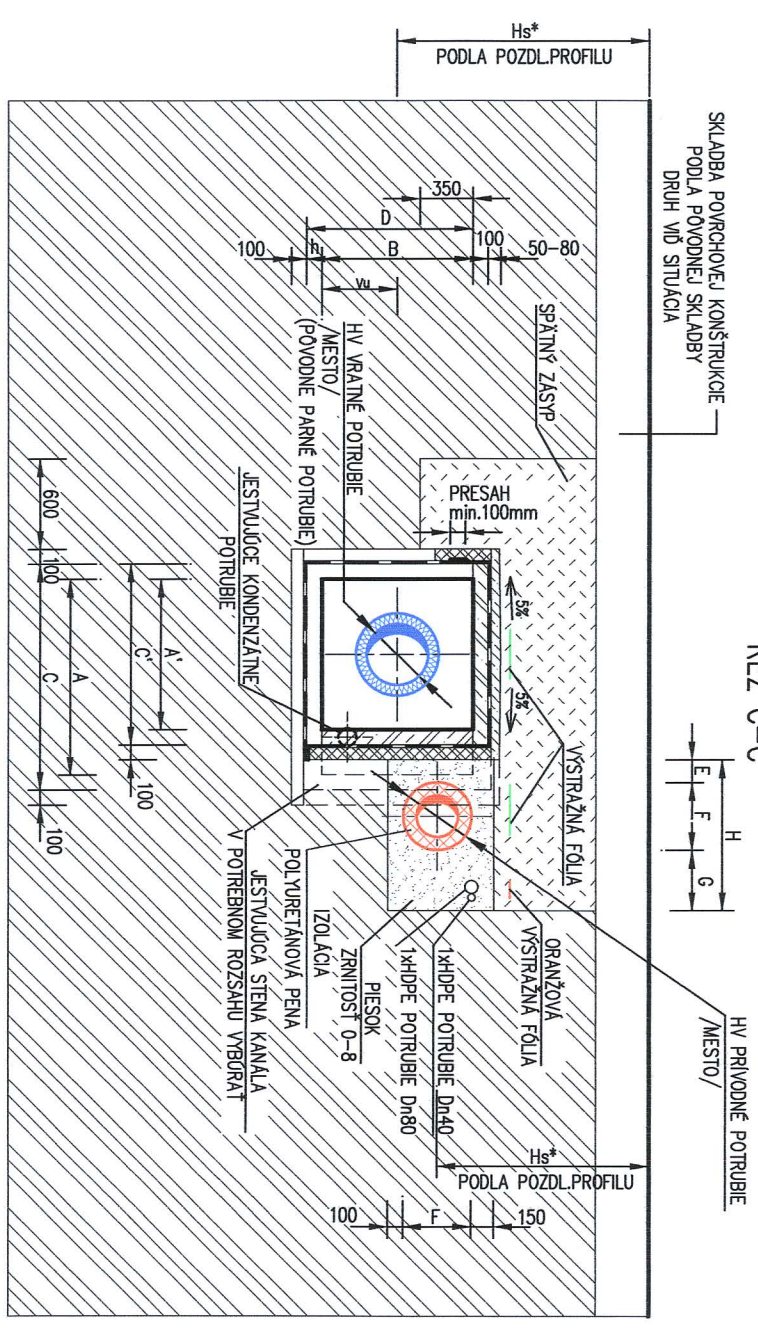 REZ C-C
Hs*
PODLA POZDL.PROFILU
SKLADBA POVRCHOVEJ KONŠTRUKCIE
PODLA PÔVODNEJ SKLADBY
DRUH VIĎ SITUÁCIA
SPÄTNÝ ZÁSYP
350
D
100
h
B
100
50-80
Vu
HV VRATNÉ POTRUBIE
/MESTO/
(PÔVODNE PARNÉ POTRUBIE)
JESTVUJÚCE KONDENZÁTNE
POTRUBIE
PRESAH
min.100mm
5%
5%
VÝSTRAŽNÁ FÓLIA
E
F
G
H
ORANŽOVÁ
VÝSTRAŽNÁ FÓLIA
HV PRÍVODNÉ POTRUBIE
/MESTO/
1xHDPE POTRUBIE Dn40
1xHDPE POTRUBIE Dn80
PIESOK
ZRNITOSŤ 0-8
POLYURETÁNOVÁ PENA
IZOLÁCIA
JESTVUJÚCA STENA KANÁLA
V POTREBNOM ROZSAHU VYBÚRAŤ
600
100
A'
C'
A
C
100
100
Hs*
PODLA POZDL.PROFILU
100
F
150